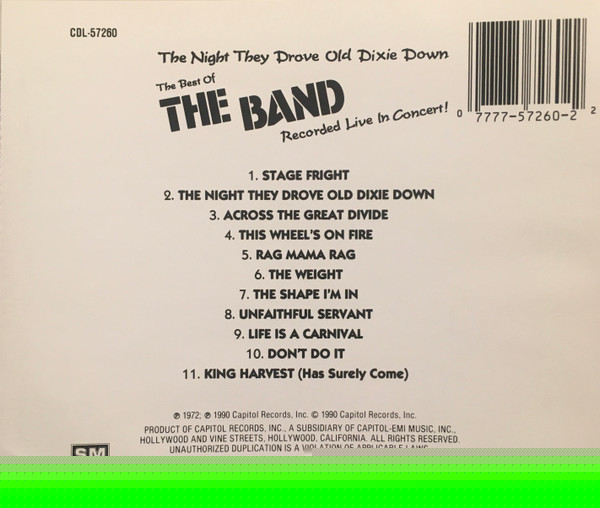 CDL-57260
The Night They Drove Old Dixie Down
The Best Of
THE BAND
Recorded Live In Concert!
0 7777-57260-2 2
1. STAGE FRIGHT
2. THE NIGHT THEY DROVE OLD DIXIE DOWN
3. ACROSS THE GREAT DIVIDE
4. THIS WHEEL'S ON FIRE
5. RAG MAMA RAG
6. THE WEIGHT
7. THE SHAPE I'M IN
8. UNFAITHFUL SERVANT
9. LIFE IS A CARNIVAL
10. DON'T DO IT
11. KING HARVEST (Has Surely Come)
℗ 1972; ℗ 1990 Capitol Records, Inc. © 1990 Capitol Records, Inc.
PRODUCT OF CAPITOL RECORDS, INC., A SUBSIDIARY OF CAPITOL-EMI MUSIC, INC.,
HOLLYWOOD AND VINE STREETS, HOLLYWOOD, CALIFORNIA. ALL RIGHTS RESERVED.
UNAUTHORIZED DUPLICATION IS A VIOLATION OF APPLICABLE LAWS.
SM